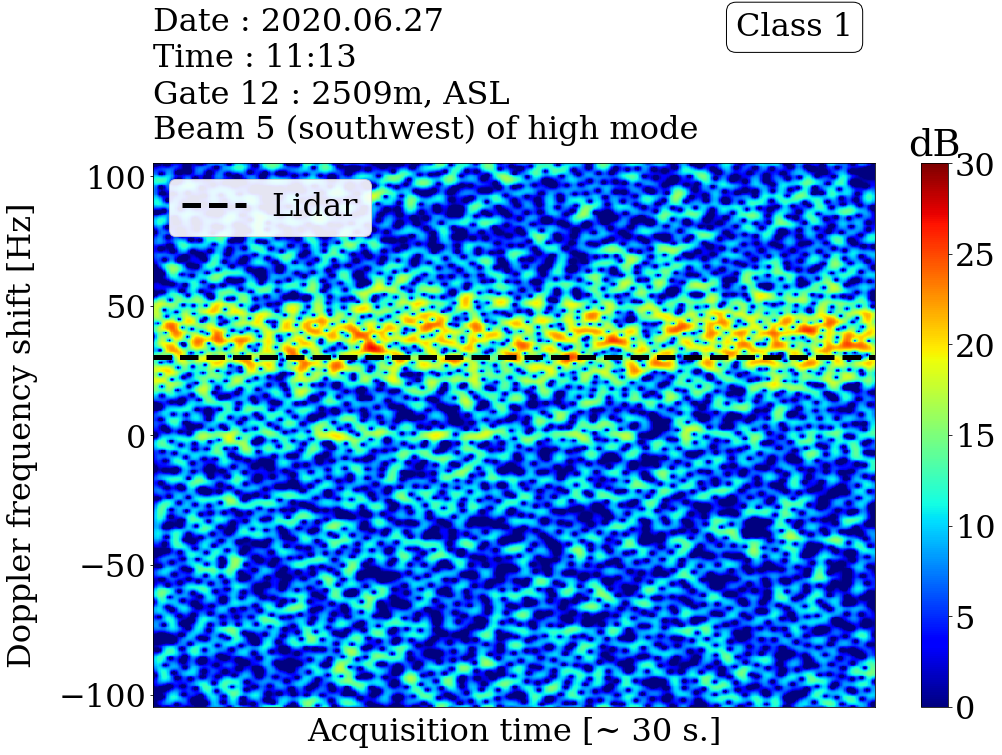 Date : 2020.06.27
Time : 11:13
Gate 12 : 2509m, ASL
Beam 5 (southwest) of high mode
Class 1
dB
30
25
20
15
10
5
0
Lidar
Doppler frequency shift [Hz]
100
50
0
−50
−100
Acquisition time [~ 30 s.]